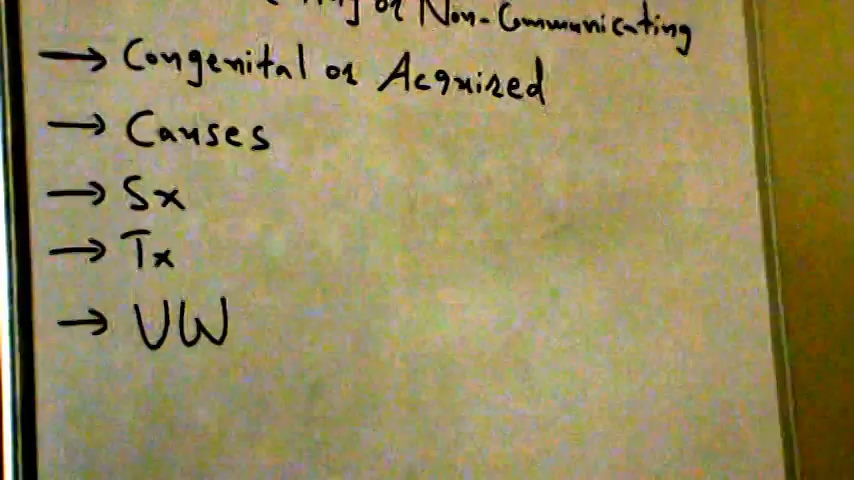 or Non-Communicating
→ Congenital or Acquired
→ Causes
→ Sx
→ Tx
→ UW